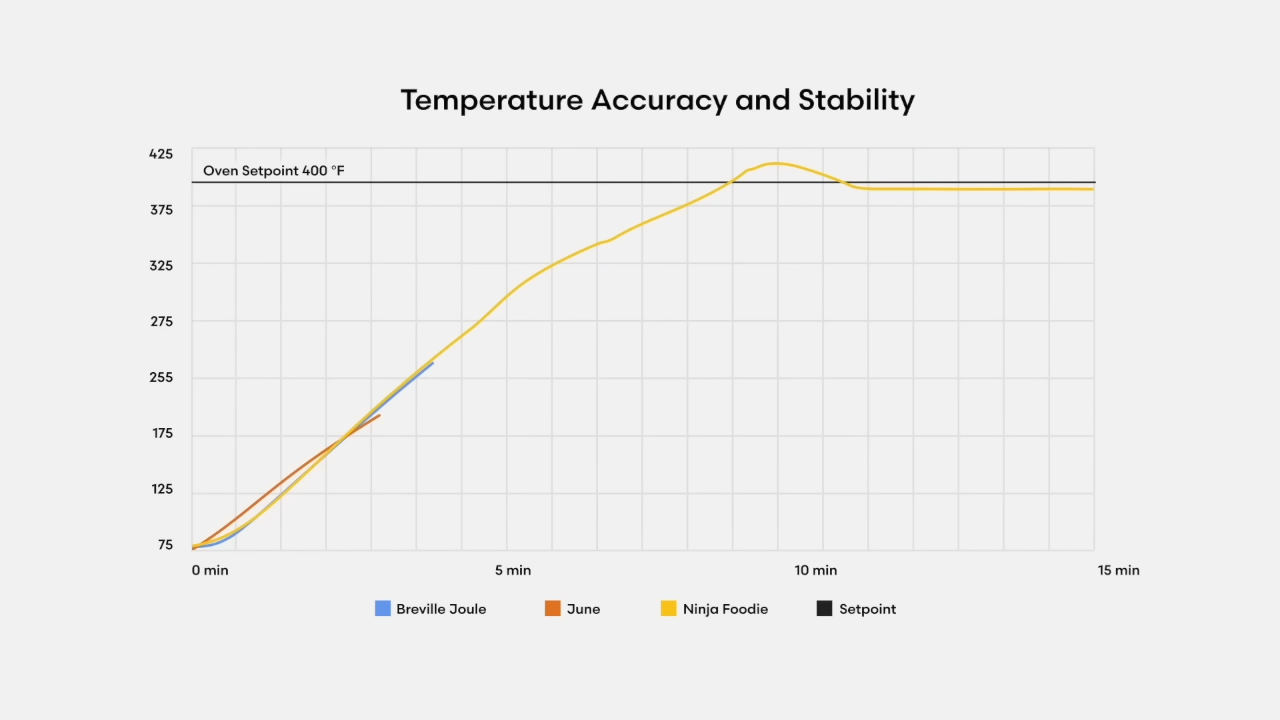 Temperature Accuracy and Stability
425
Oven Setpoint 400 °F
375
325
275
255
175
125
75
0 min 5 min 10 min 15 min
Breville Joule June Ninja Foodie Setpoint